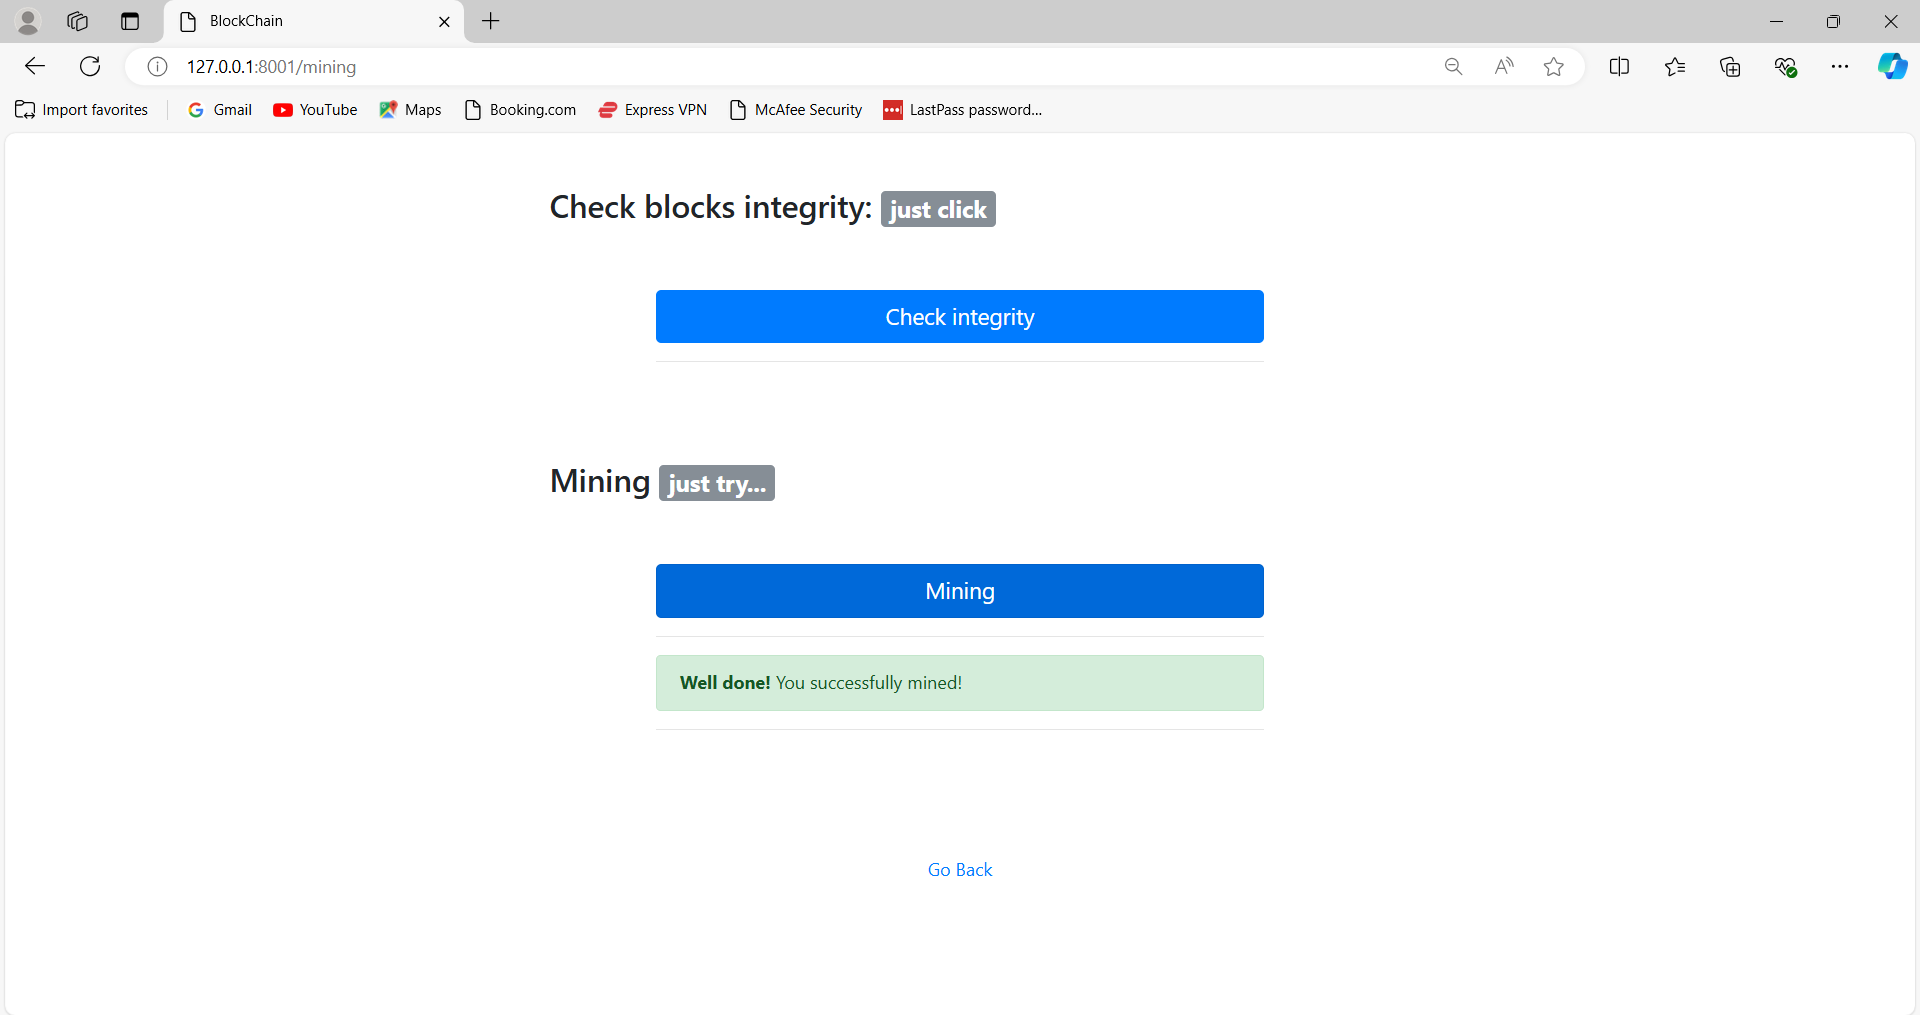 BlockChain
127.0.0.1:8001/mining
Import favorites Gmail YouTube Maps Booking.com Express VPN McAfee Security LastPass password...
Check blocks integrity: just click
Check integrity
Mining just try...
Mining
Well done! You successfully mined!
Go Back